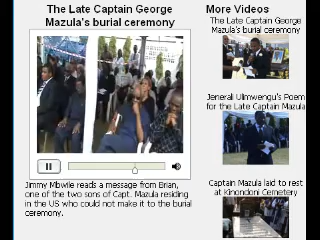 The Late Captain George
Mazula's burial ceremony
Jimmy Mbwile reads a message from Brian,
one of the two sons of Capt. Mazula residing
in the US who could not make it to the burial
ceremony.
More Videos
The Late Captain George
Mazula's burial ceremony
Jenerali Ulimwengu's Poem
for the Late Captain Mazula
Captain Mazula laid to rest
at Kinondoni Cemetery